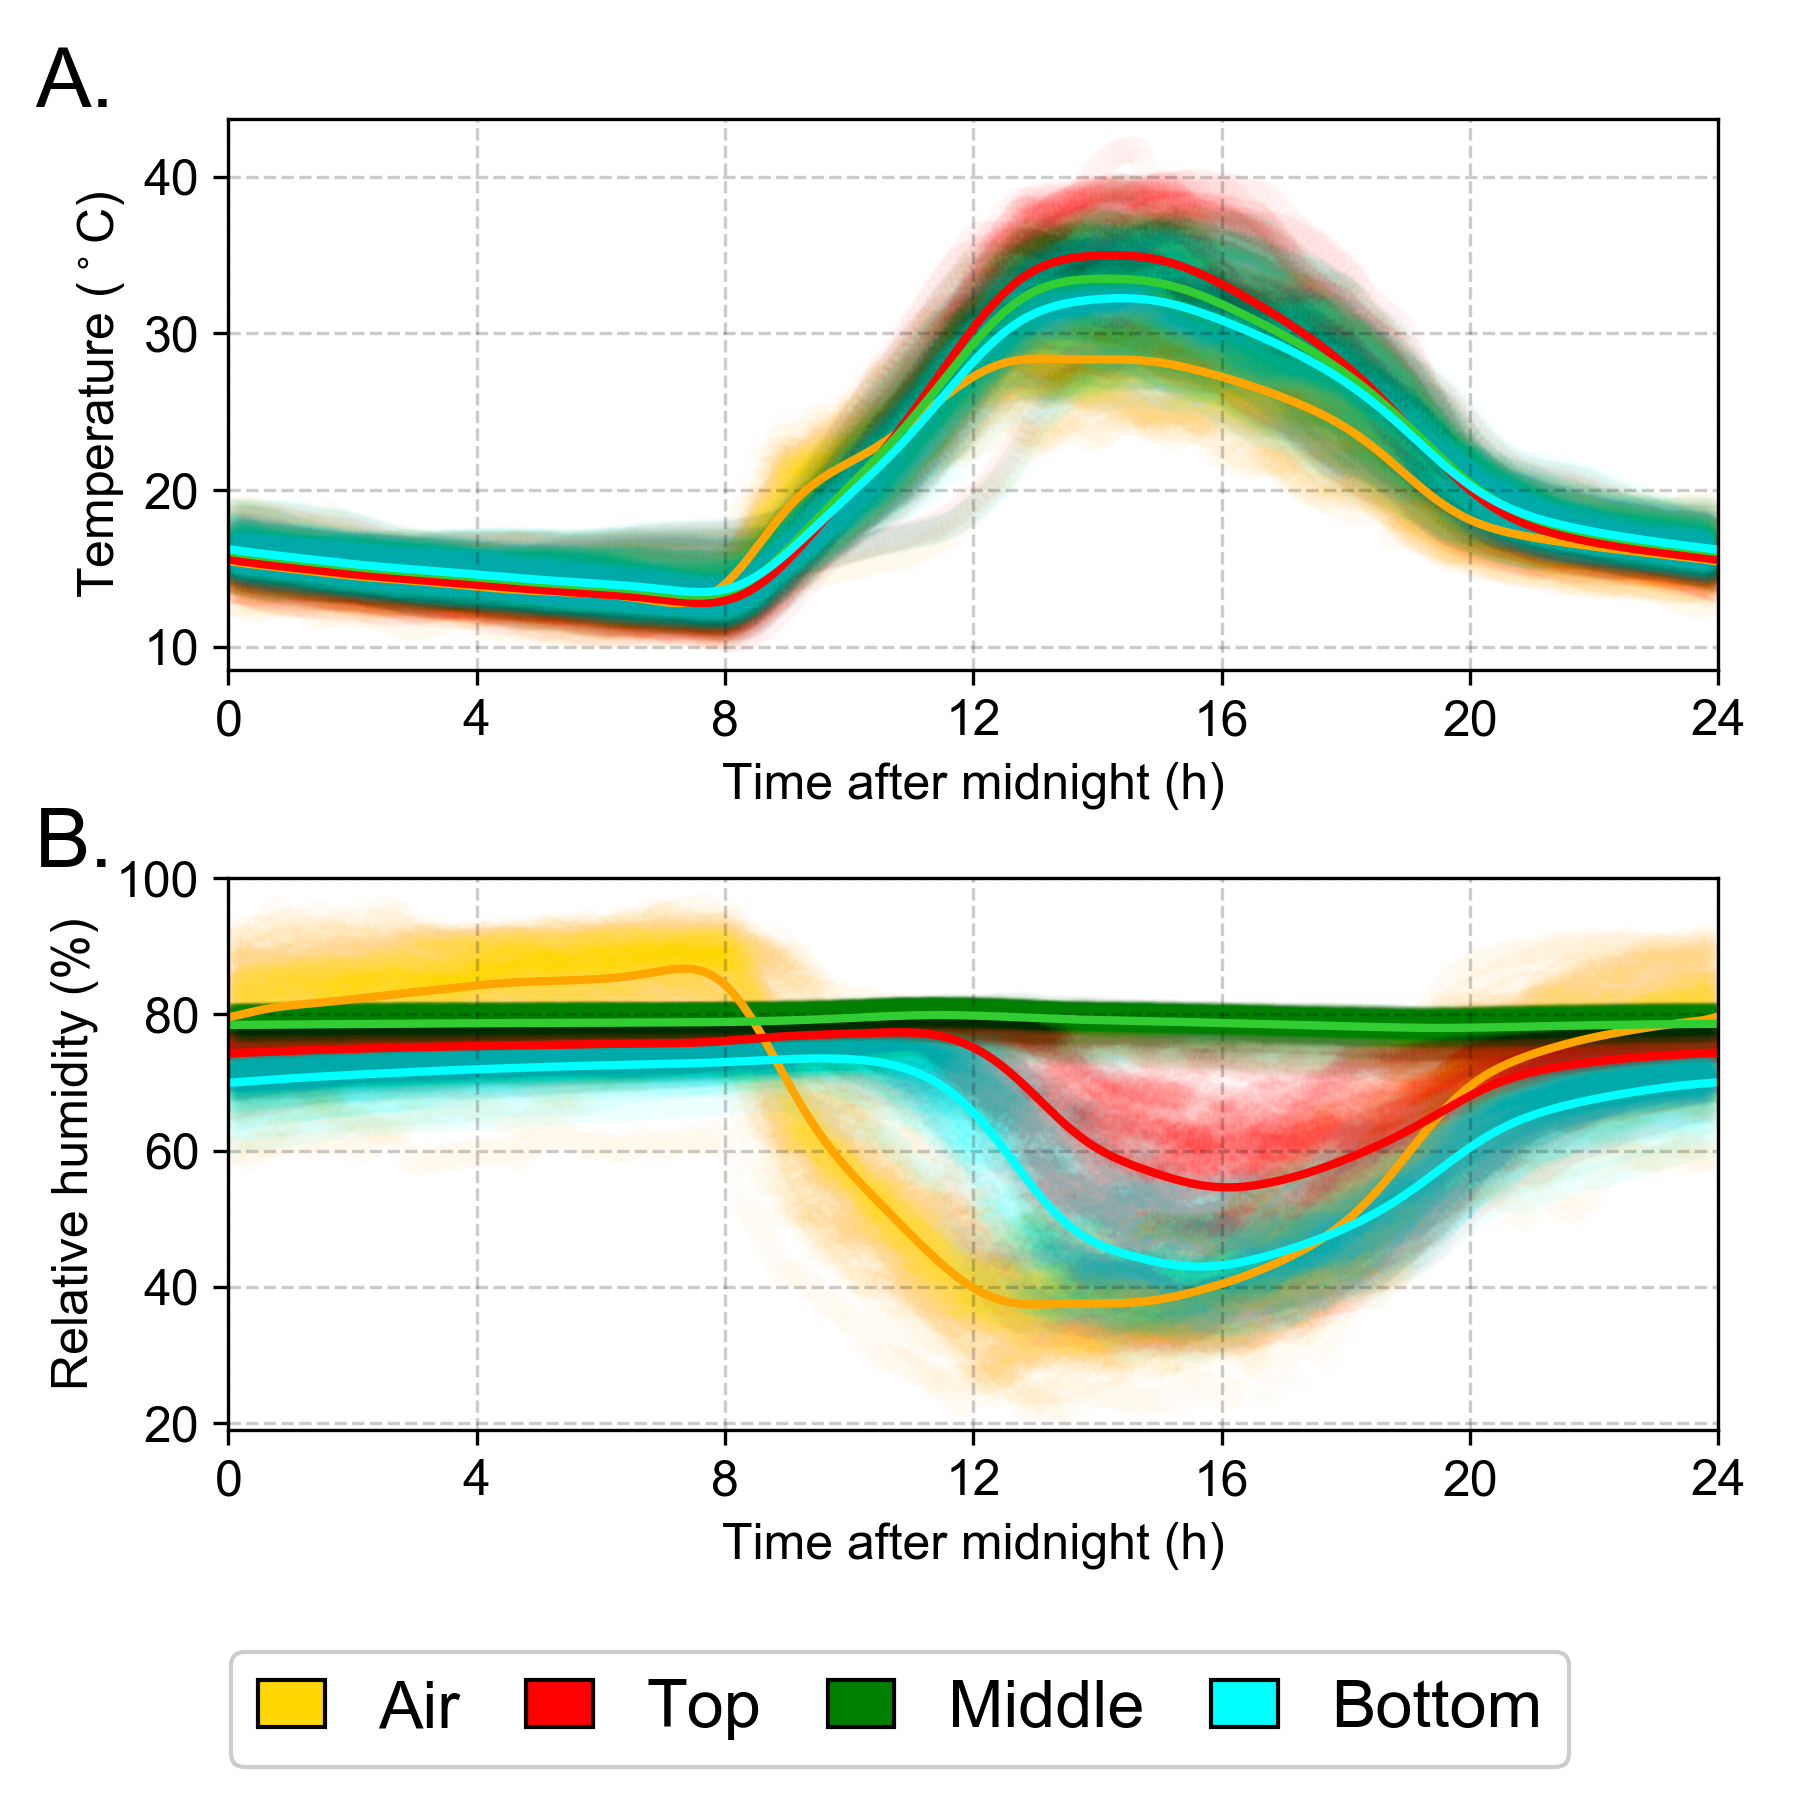 A.
Temperature (°C)
40
30
20
10
0 4 8 12 16 20 24
Time after midnight (h)
B.
Relative humidity (%)
100
80
60
40
20
0 4 8 12 16 20 24
Time after midnight (h)
Air Top Middle Bottom